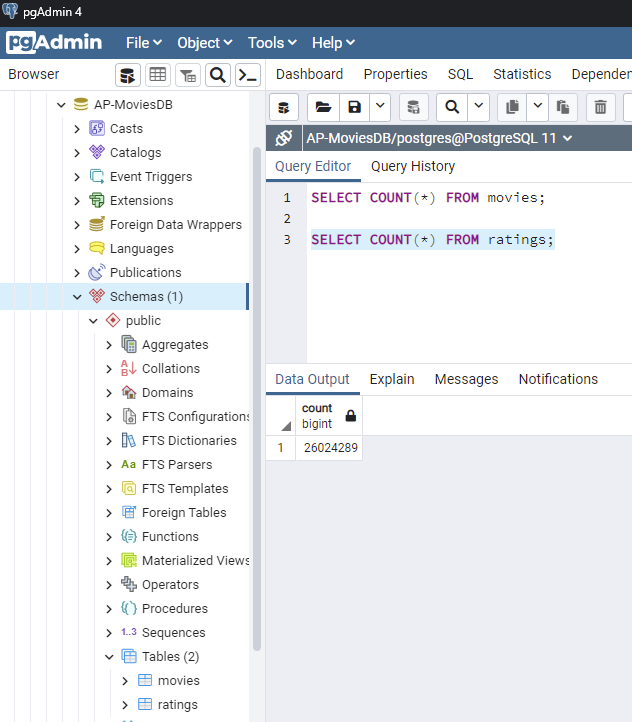 pgAdmin 4
pgAdmin File Object Tools Help
Browser Dashboard Properties SQL Statistics Dependen
AP-MoviesDB
Casts
Catalogs
Event Triggers
Extensions
Foreign Data Wrappers
Languages
Publications
Schemas (1)
public
Aggregates
Collations
Domains
FTS Configurations
FTS Dictionaries
Aa FTS Parsers
FTS Templates
Foreign Tables
Functions
Materialized Views
Operators
Procedures
1..3 Sequences
Tables (2)
movies
ratings
AP-MoviesDB/postgres@PostgreSQL 11
Query Editor Query History
1 SELECT COUNT(*) FROM movies;
2
3 SELECT COUNT(*) FROM ratings;
Data Output Explain Messages Notifications
count
bigint
1 26024289